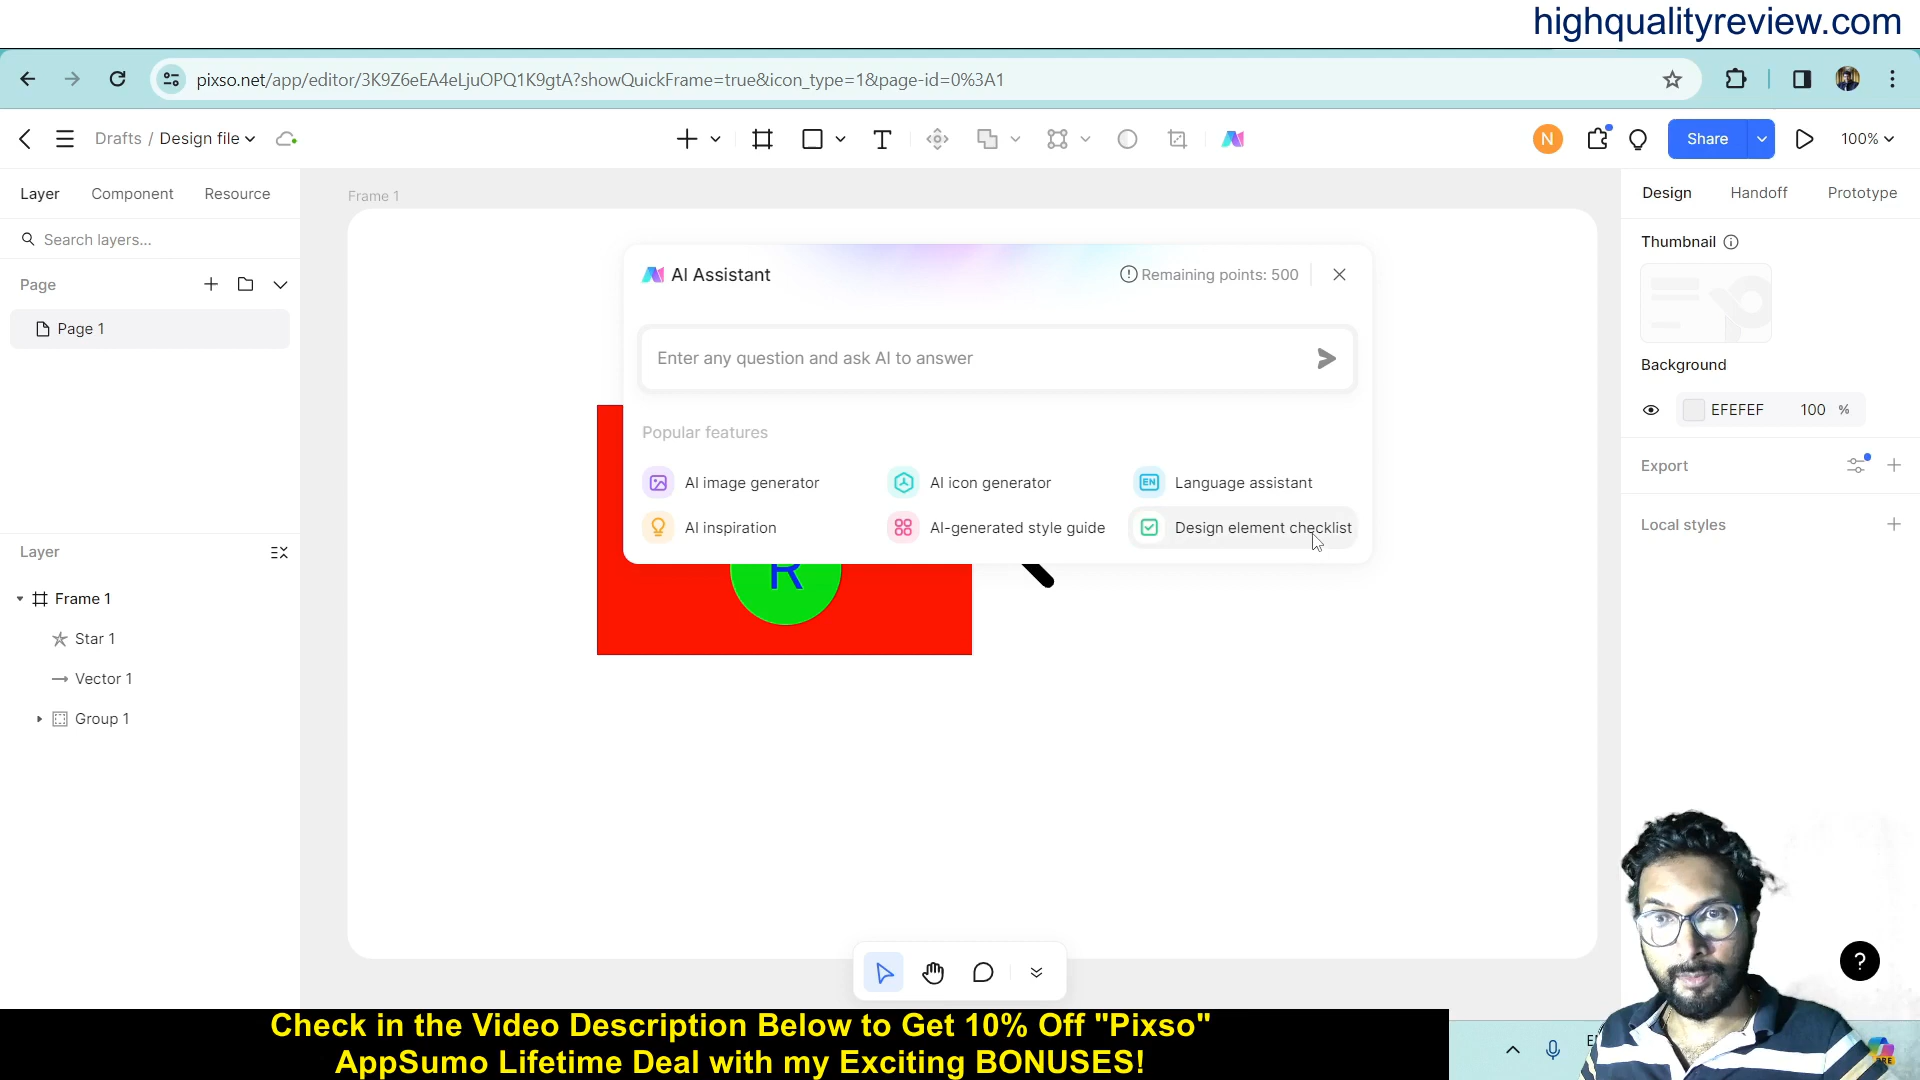 highqualityreview.com
pixso.net/app/editor/3K9Z6eEA4eLjuOPQ1K9gtA?showQuickFrame=true&icon_type=1&page-id=0%3A1
Drafts / Design file
T
N
Share
100%
Layer Component Resource
Search layers...
Page
Page 1
Layer
Frame 1
Star 1
Vector 1
Group 1
Frame 1
AI Assistant
Remaining points: 500
Enter any question and ask AI to answer
Popular features
AI image generator
AI icon generator
EN Language assistant
AI inspiration
AI-generated style guide
Design element checklist
R
Design Handoff Prototype
Thumbnail
Background
EFEFEF 100 %
Export
Local styles
?
Check in the Video Description Below to Get 10% Off "Pixso"
AppSumo Lifetime Deal with my Exciting BONUSES!